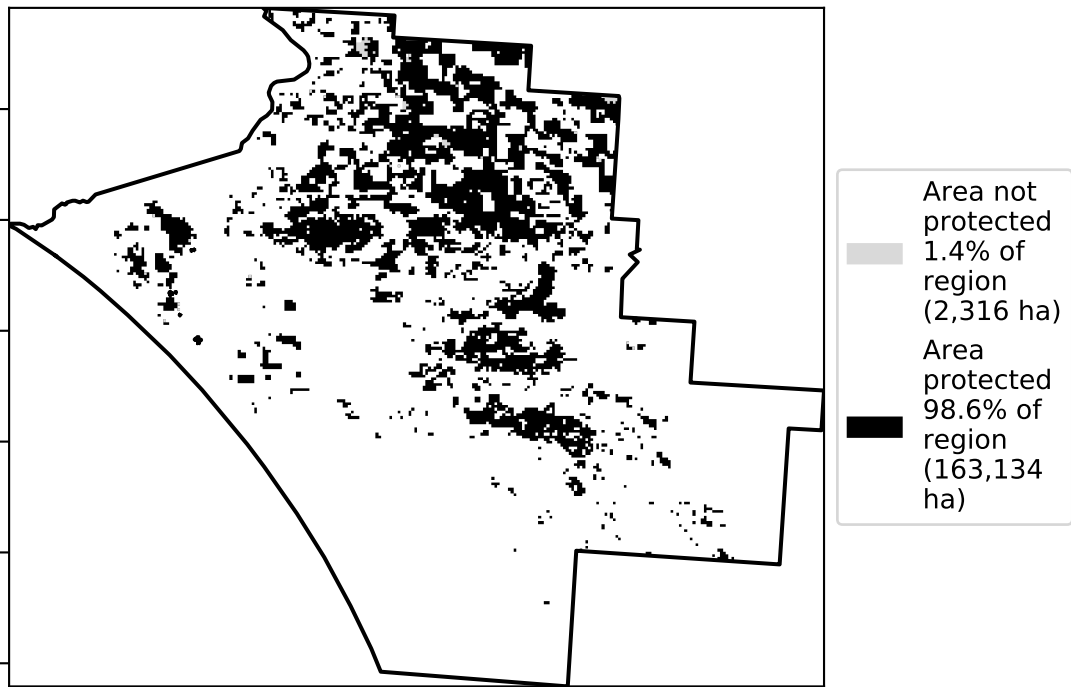 Area not
protected
1.4% of
region
(2,316 ha)
Area
protected
98.6% of
region
(163,134
ha)